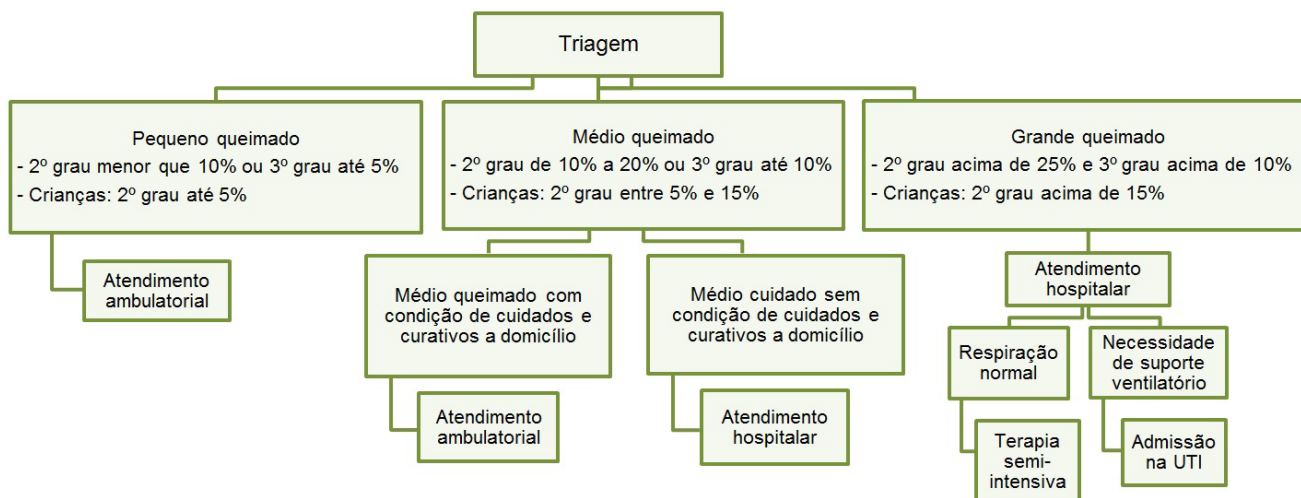 Triagem
Pequeno queimado
- 2º grau menor que 10% ou 3º grau até 5%
- Crianças: 2º grau até 5%
Médio queimado
- 2º grau de 10% a 20% ou 3º grau até 10%
- Crianças: 2º grau entre 5% e 15%
Grande queimado
- 2º grau acima de 25% e 3º grau acima de 10%
- Crianças: 2º grau acima de 15%
Atendimento
ambulatorial
Médio queimado com
condição de cuidados e
curativos a domicílio
Atendimento
ambulatorial
Médio cuidado sem
condição de cuidados e
curativos a domicílio
Atendimento
hospitalar
Atendimento
hospitalar
Respiração
normal
Terapia
semi-
intensiva
Necessidade
de suporte
ventilatório
Admissão
na UTI